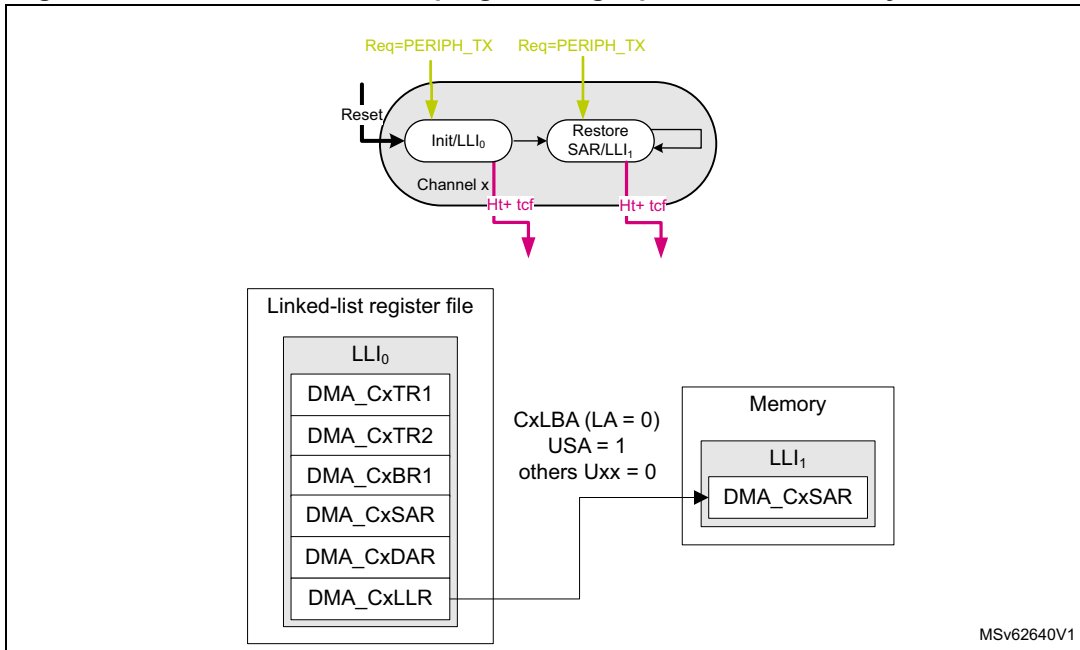 Req=PERIPH_TX Req=PERIPH_TX
Reset
Init/LLI₀
Restore
SAR/LLI₁
Channel x
Ht+ tcf
Ht+ tcf
Linked-list register file
LLI₀
DMA_CxTR1
DMA_CxTR2
DMA_CxBR1
DMA_CxSAR
DMA_CxDAR
DMA_CxLLR
CxLBA (LA = 0)
USA = 1
others Uxx = 0
Memory
LLI₁
DMA_CxSAR
MSv62640V1